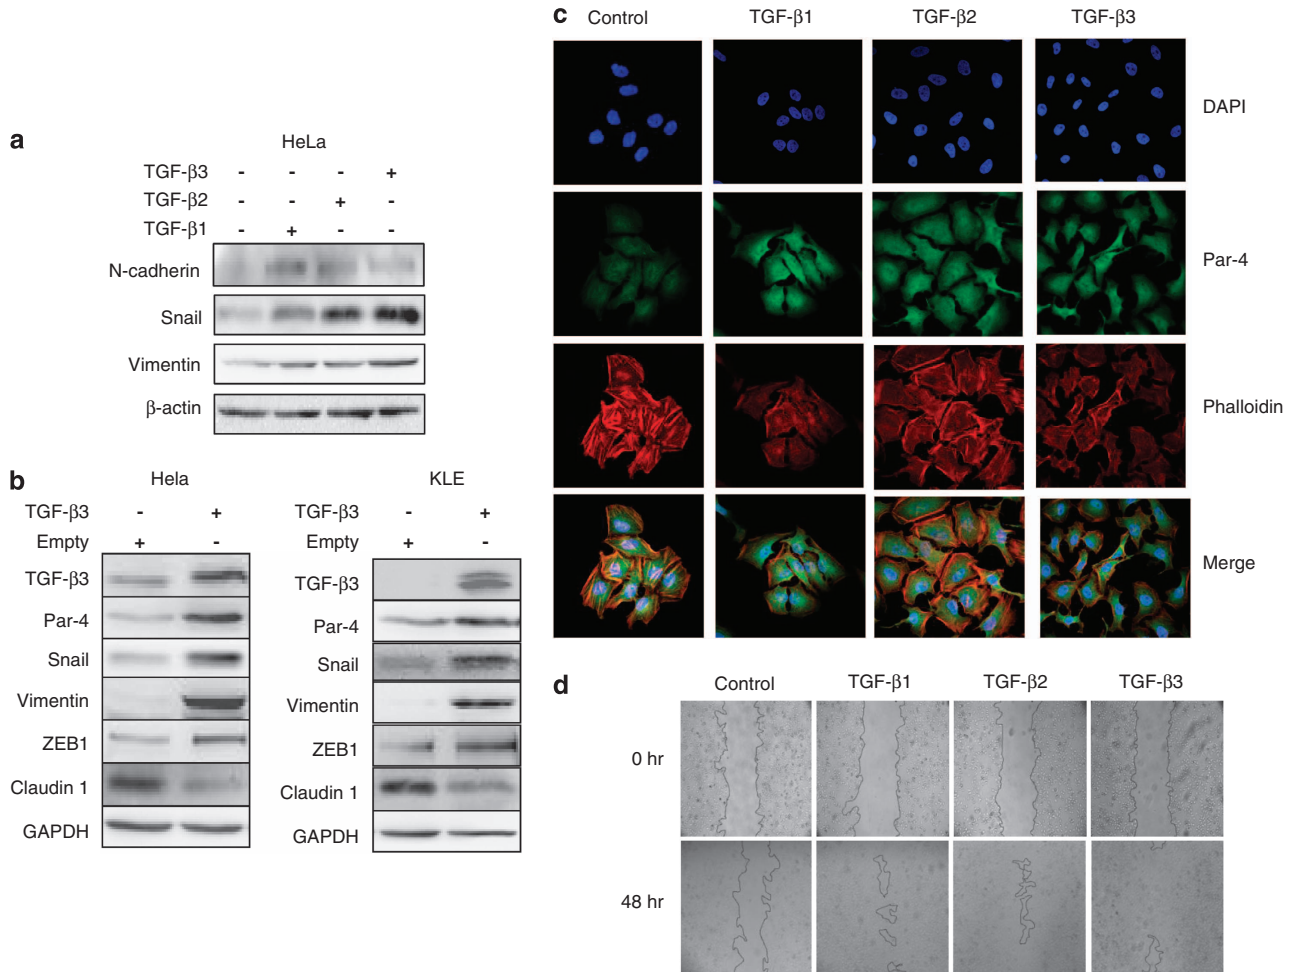 a
HeLa
TGF-β3 - - - +
TGF-β2 - - + -
TGF-β1 - + - -
N-cadherin
Snail
Vimentin
β-actin
b
Hela
TGF-β3 - +
Empty + -
TGF-β3
Par-4
Snail
Vimentin
ZEB1
Claudin 1
GAPDH
KLE
TGF-β3 - +
Empty + -
TGF-β3
Par-4
Snail
Vimentin
ZEB1
Claudin 1
GAPDH
c
Control TGF-β1 TGF-β2 TGF-β3
DAPI
Par-4
Phalloidin
Merge
d
Control TGF-β1 TGF-β2 TGF-β3
0 hr
48 hr